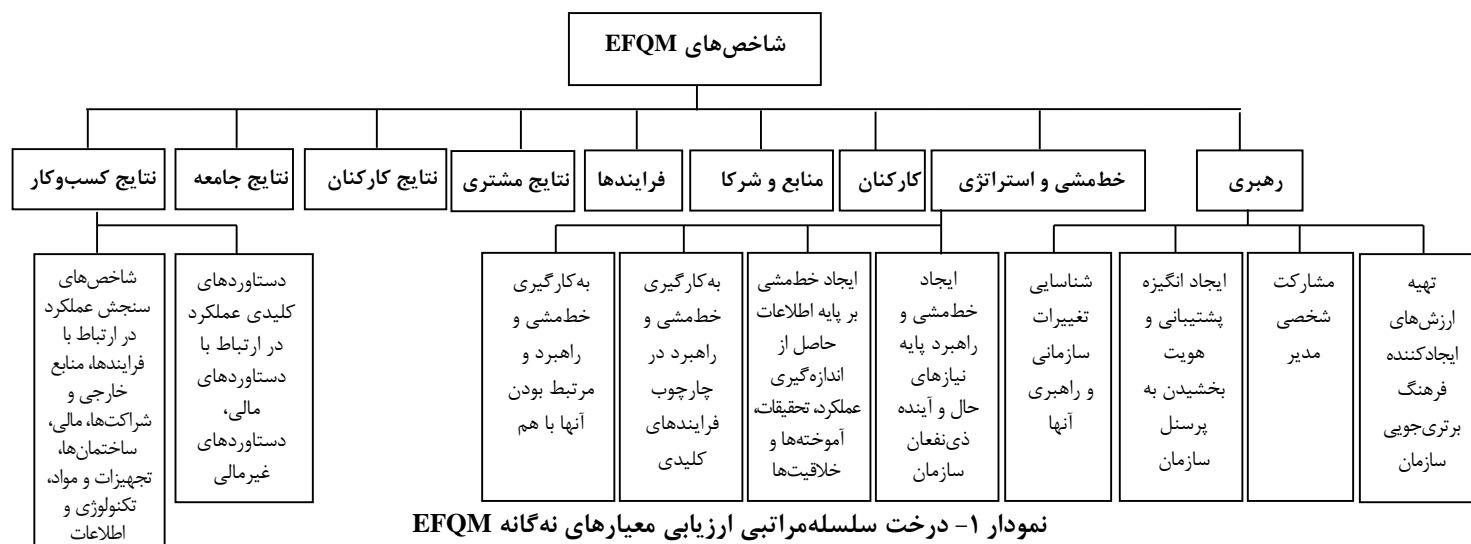 شاخص‌های EFQM
رهبری
خط‌مشی و استراتژی
کارکنان
منابع و شرکا
فرایندها
نتایج مشتری
نتایج کارکنان
نتایج جامعه
نتایج کسب‌وکار
تهیه
ارزش‌های
ایجادکننده
فرهنگ
برتری‌جویی
سازمان
مشارکت
شخصی
مدیر
ایجاد انگیزه
پشتیبانی و
هویت
بخشیدن به
پرسنل
سازمان
شناسایی
تغییرات
سازمانی
و راهبری
آنها
ایجاد
خط‌مشی و
راهبرد پایه
نیازهای
حال و آینده
ذی‌نفعان
سازمان
ایجاد خط‌مشی
بر پایه اطلاعات
حاصل از
اندازه‌گیری
عملکرد، تحقیقات،
آموخته‌ها و
خلاقیت‌ها
به‌کارگیری
خط‌مشی و
راهبرد در
چارچوب
فرایندهای
کلیدی
به‌کارگیری
خط‌مشی و
راهبرد و
مرتبط بودن
آنها با هم
دستاوردهای
کلیدی عملکرد
در ارتباط با
دستاوردهای
مالی،
دستاوردهای
غیرمالی
شاخص‌های
سنجش عملکرد
در ارتباط با
فرایندها، منابع
خارجی و
شراکت‌ها، مالی،
ساختمان‌ها،
تجهیزات و مواد،
تکنولوژی و
اطلاعات
نمودار ۱- درخت سلسله‌مراتبی ارزیابی معیارهای نه‌گانه EFQM